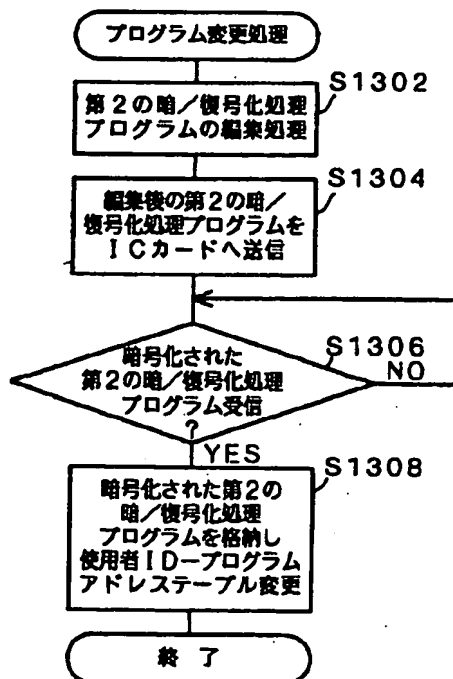 プログラム変更処理
S1302
第2の暗／復号化処理
プログラムの編集処理
S1304
編集後の第2の暗／
復号化処理プログラムを
ICカードへ送信
S1306
暗号化された
第2の暗／復号化処理
プログラム受信
?
NO
YES
S1308
暗号化された第2の
暗／復号化処理
プログラムを格納し
使用者IDープログラム
アドレステーブル変更
終了